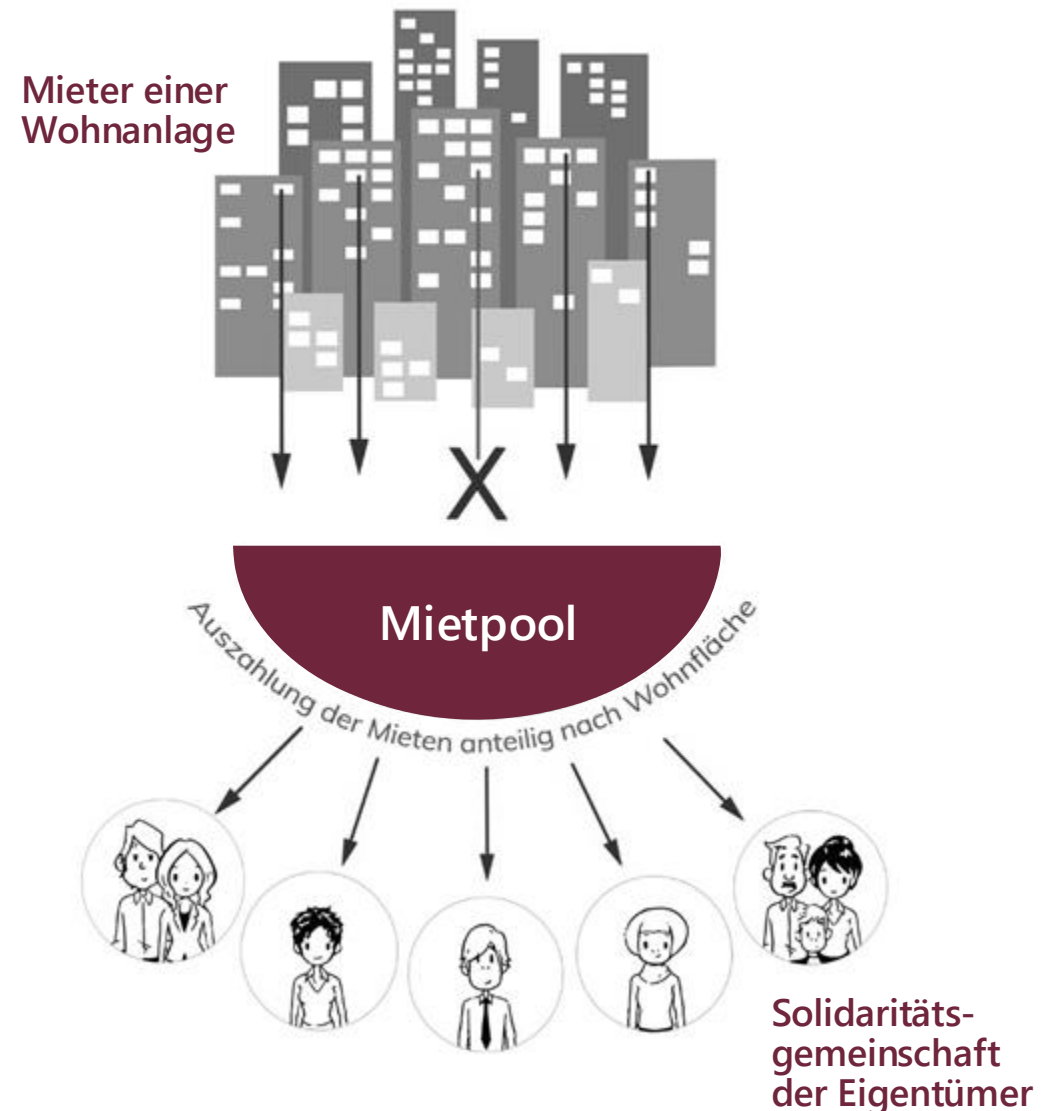 Mieter einer
Wohnanlage
X
Mietpool
Auszahlung der Mieten anteilig nach Wohnfläche
Solidaritäts-
gemeinschaft
der Eigentümer